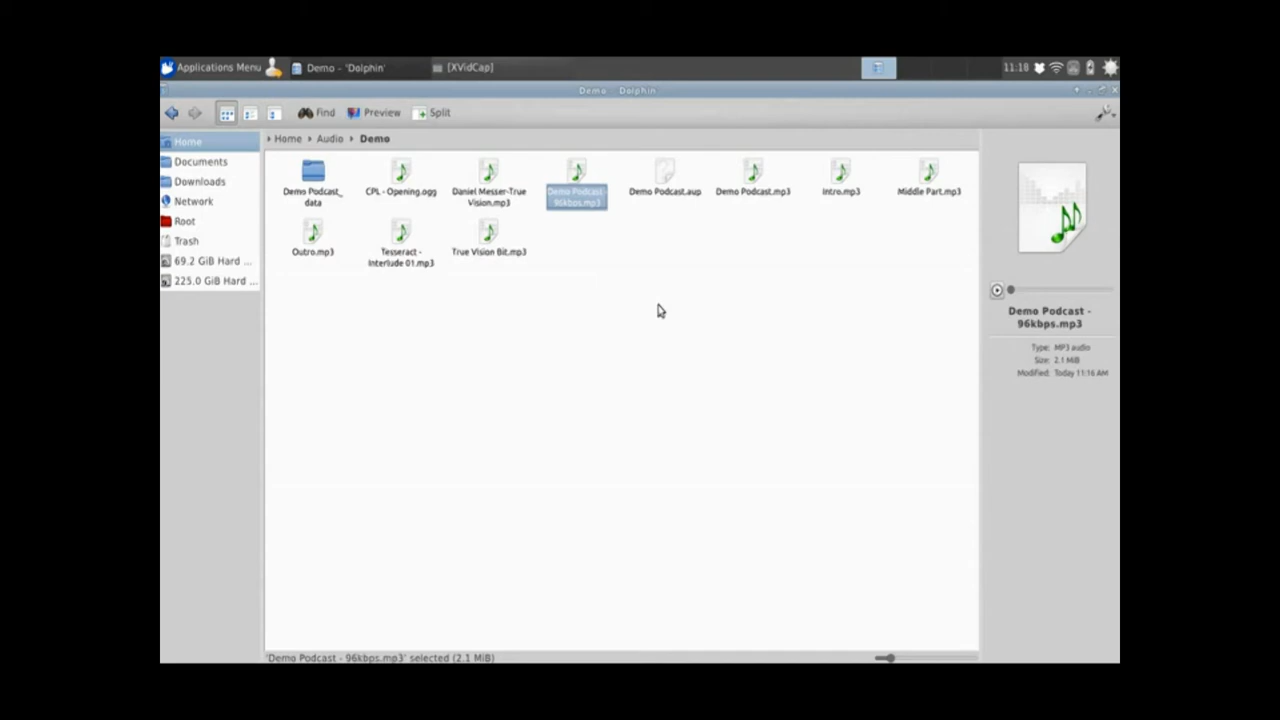 Applications Menu
Demo - 'Dolphin'
[XVidCap]
11:18
Demo - Dolphin
Find
Preview
Split
Home
Audio
Demo
Home
Documents
Downloads
Network
Root
Trash
69.2 GiB Hard ...
225.0 GiB Hard ...
Demo Podcast_
data
CPL - Opening.ogg
Daniel Messer-True
Vision.mp3
Demo Podcast -
96kbps.mp3
Demo Podcast.aup
Demo Podcast.mp3
Intro.mp3
Middle Part.mp3
Outro.mp3
Tesseract -
Interlude 01.mp3
True Vision Bit.mp3
Demo Podcast -
96kbps.mp3
Type: MP3 audio
Size: 2.1 MiB
Modified: Today 11:16 AM
'Demo Podcast - 96kbps.mp3' selected (2.1 MiB)